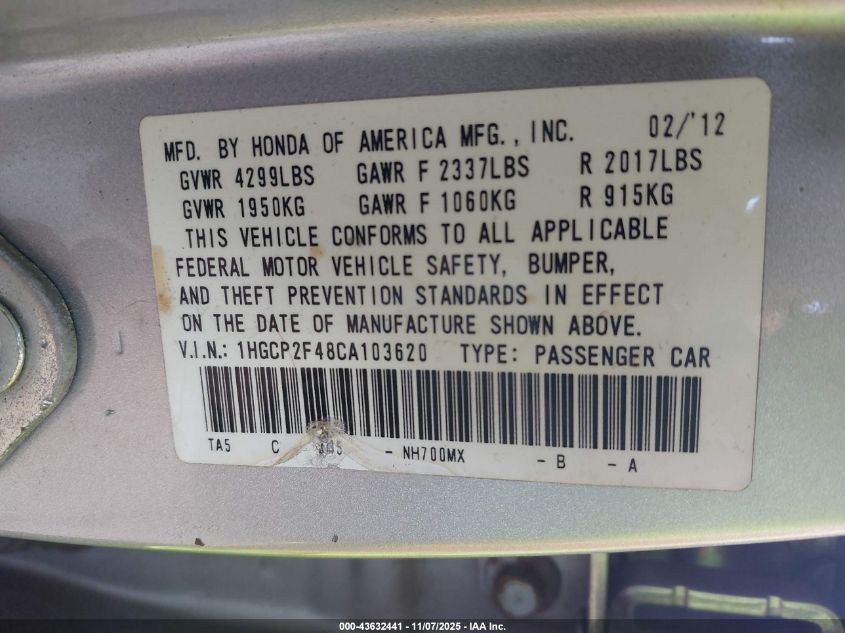 MFD. BY HONDA OF AMERICA MFG., INC. 02/'12
GVWR 4299LBS GAWR F 2337LBS R 2017LBS
GVWR 1950KG GAWR F 1060KG R 915KG
THIS VEHICLE CONFORMS TO ALL APPLICABLE
FEDERAL MOTOR VEHICLE SAFETY, BUMPER,
AND THEFT PREVENTION STANDARDS IN EFFECT
ON THE DATE OF MANUFACTURE SHOWN ABOVE.
V.I.N.: 1HGCP2F48CA103620 TYPE: PASSENGER CAR
TA5 C - NH700MX - B - A
000-43632441 - 11/07/2025 - IAA Inc.